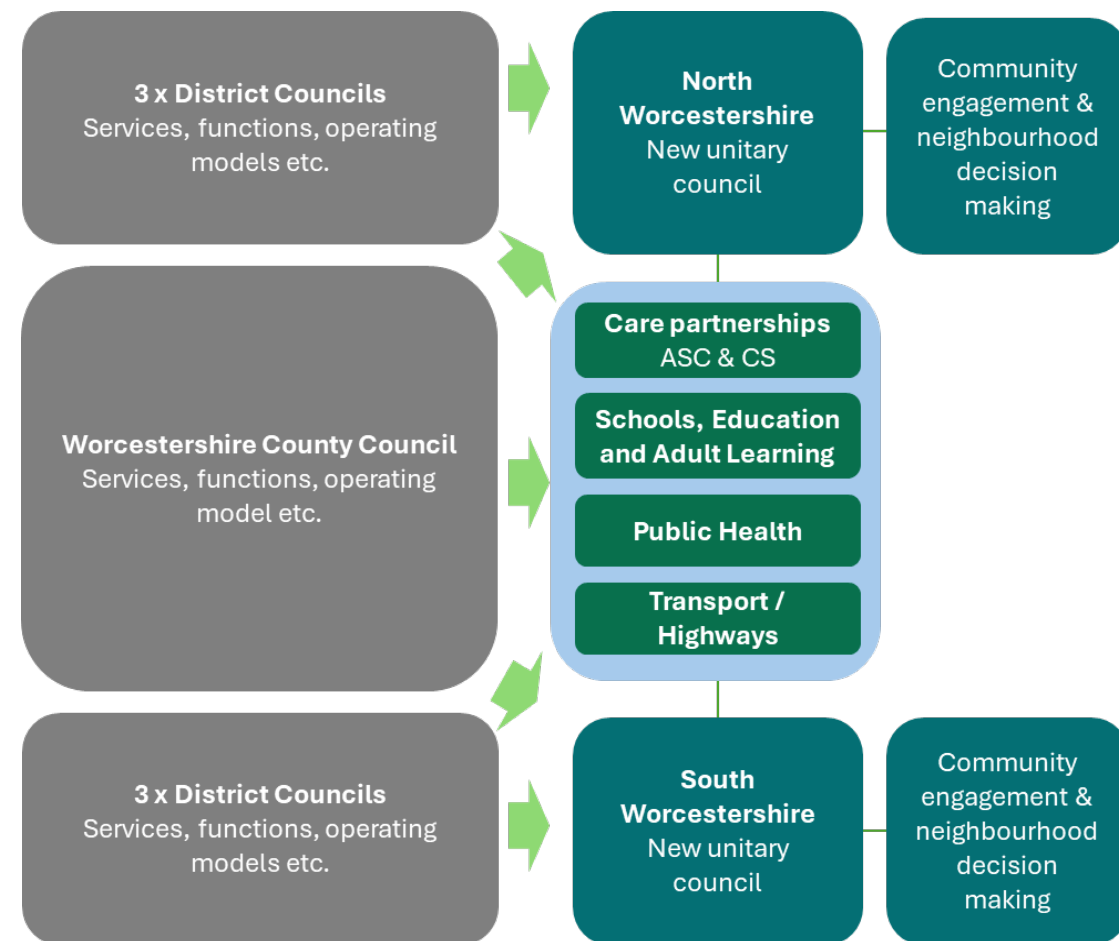 3 x District Councils
Services, functions, operating
models etc.
North
Worcestershire
New unitary
council
Community
engagement &
neighbourhood
decision
making
Worcestershire County Council
Services, functions, operating
model etc.
Care partnerships
ASC & CS
Schools, Education
and Adult Learning
Public Health
Transport /
Highways
3 x District Councils
Services, functions, operating
models etc.
South
Worcestershire
New unitary
council
Community
engagement &
neighbourhood
decision
making